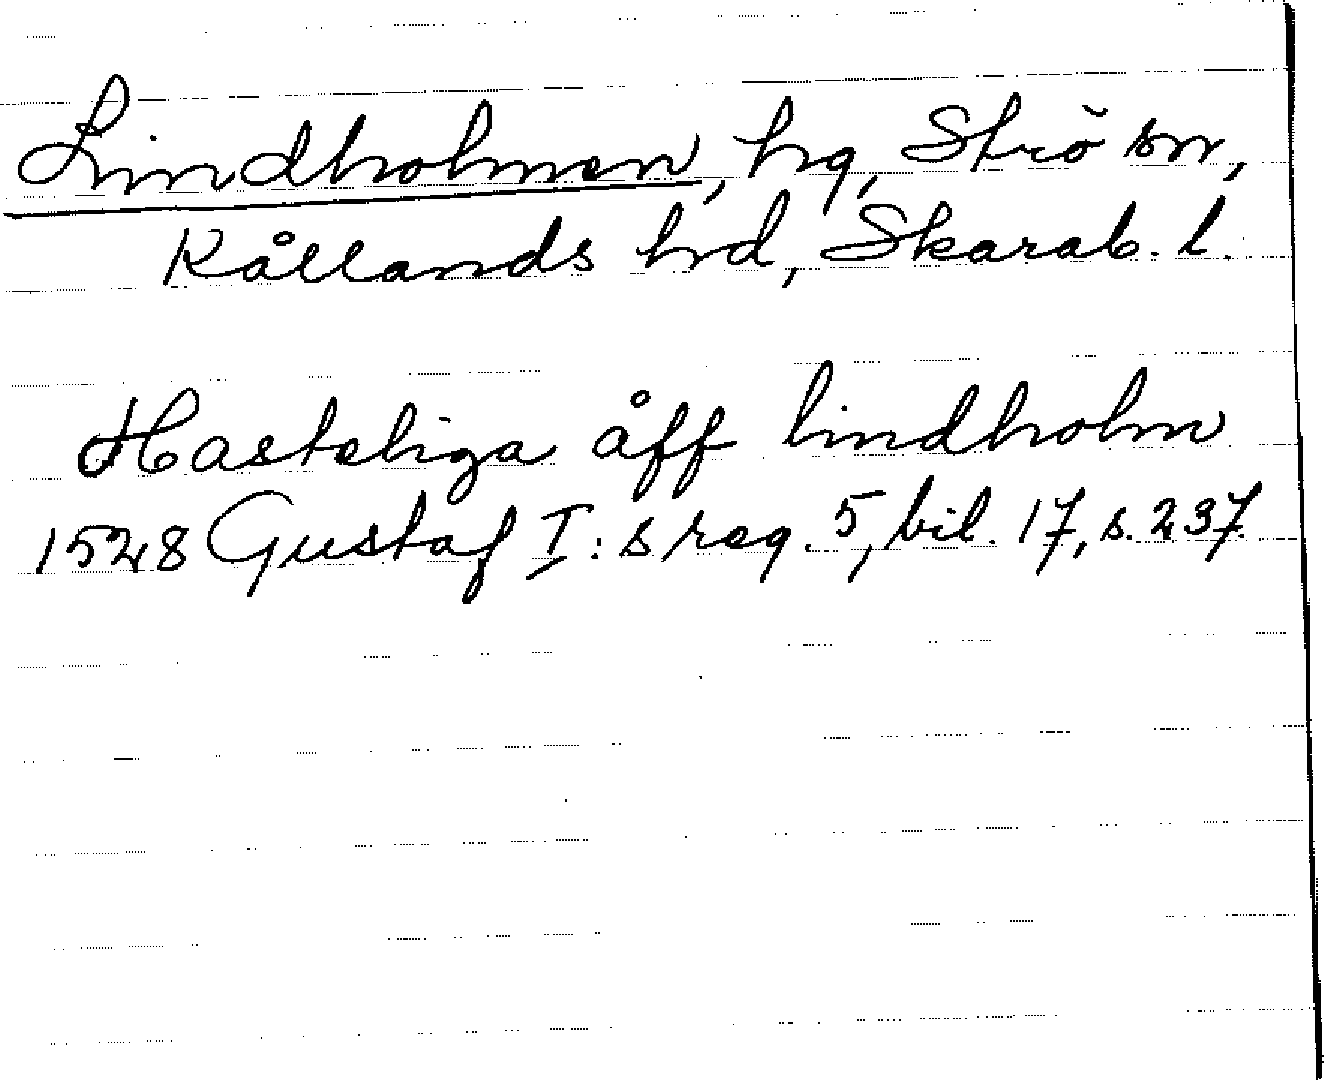 Lindholmen, hg, Strö sn,
Kållands hd, Skarab. l.
Hasteliga åff lindholm
1528 Gustaf I:s reg. 5, bil. 17, s. 237.